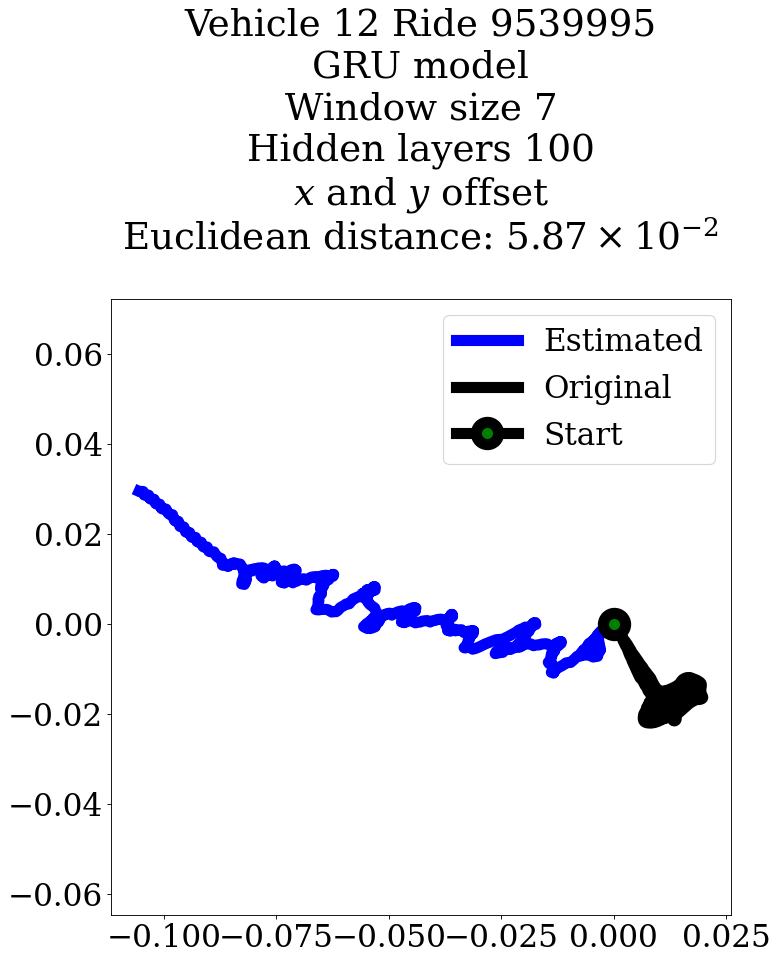 Vehicle 12 Ride 9539995
GRU model
Window size 7
Hidden layers 100
x and y offset
Euclidean distance: 5.87 × 10⁻²
Estimated
Original
Start
0.06
0.04
0.02
0.00
−0.02
−0.04
−0.06
−0.100 −0.075 −0.050 −0.025 0.000 0.025